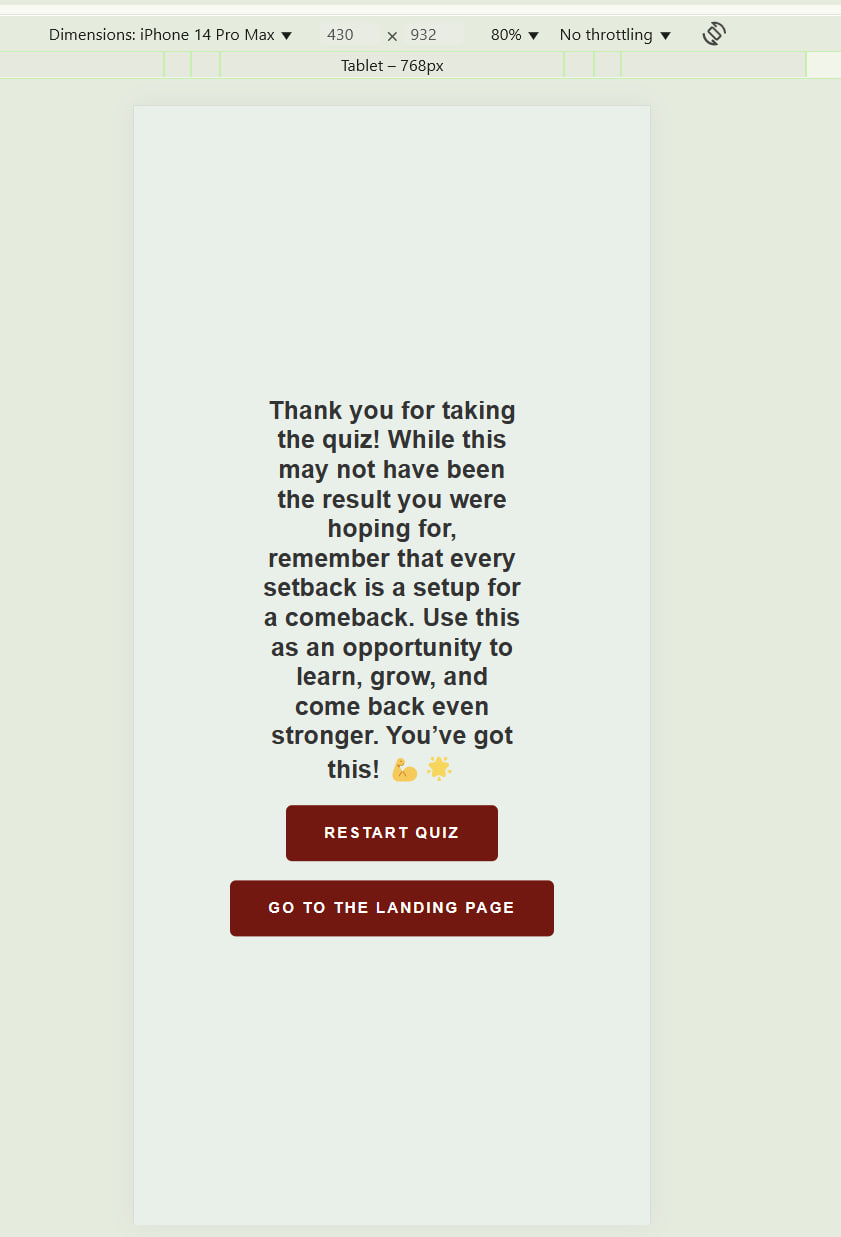 Dimensions: iPhone 14 Pro Max ▼ 430 × 932 80% ▼ No throttling ▼
Tablet – 768px
Thank you for taking
the quiz! While this
may not have been
the result you were
hoping for,
remember that every
setback is a setup for
a comeback. Use this
as an opportunity to
learn, grow, and
come back even
stronger. You’ve got
this! 💪 🌟
RESTART QUIZ
GO TO THE LANDING PAGE